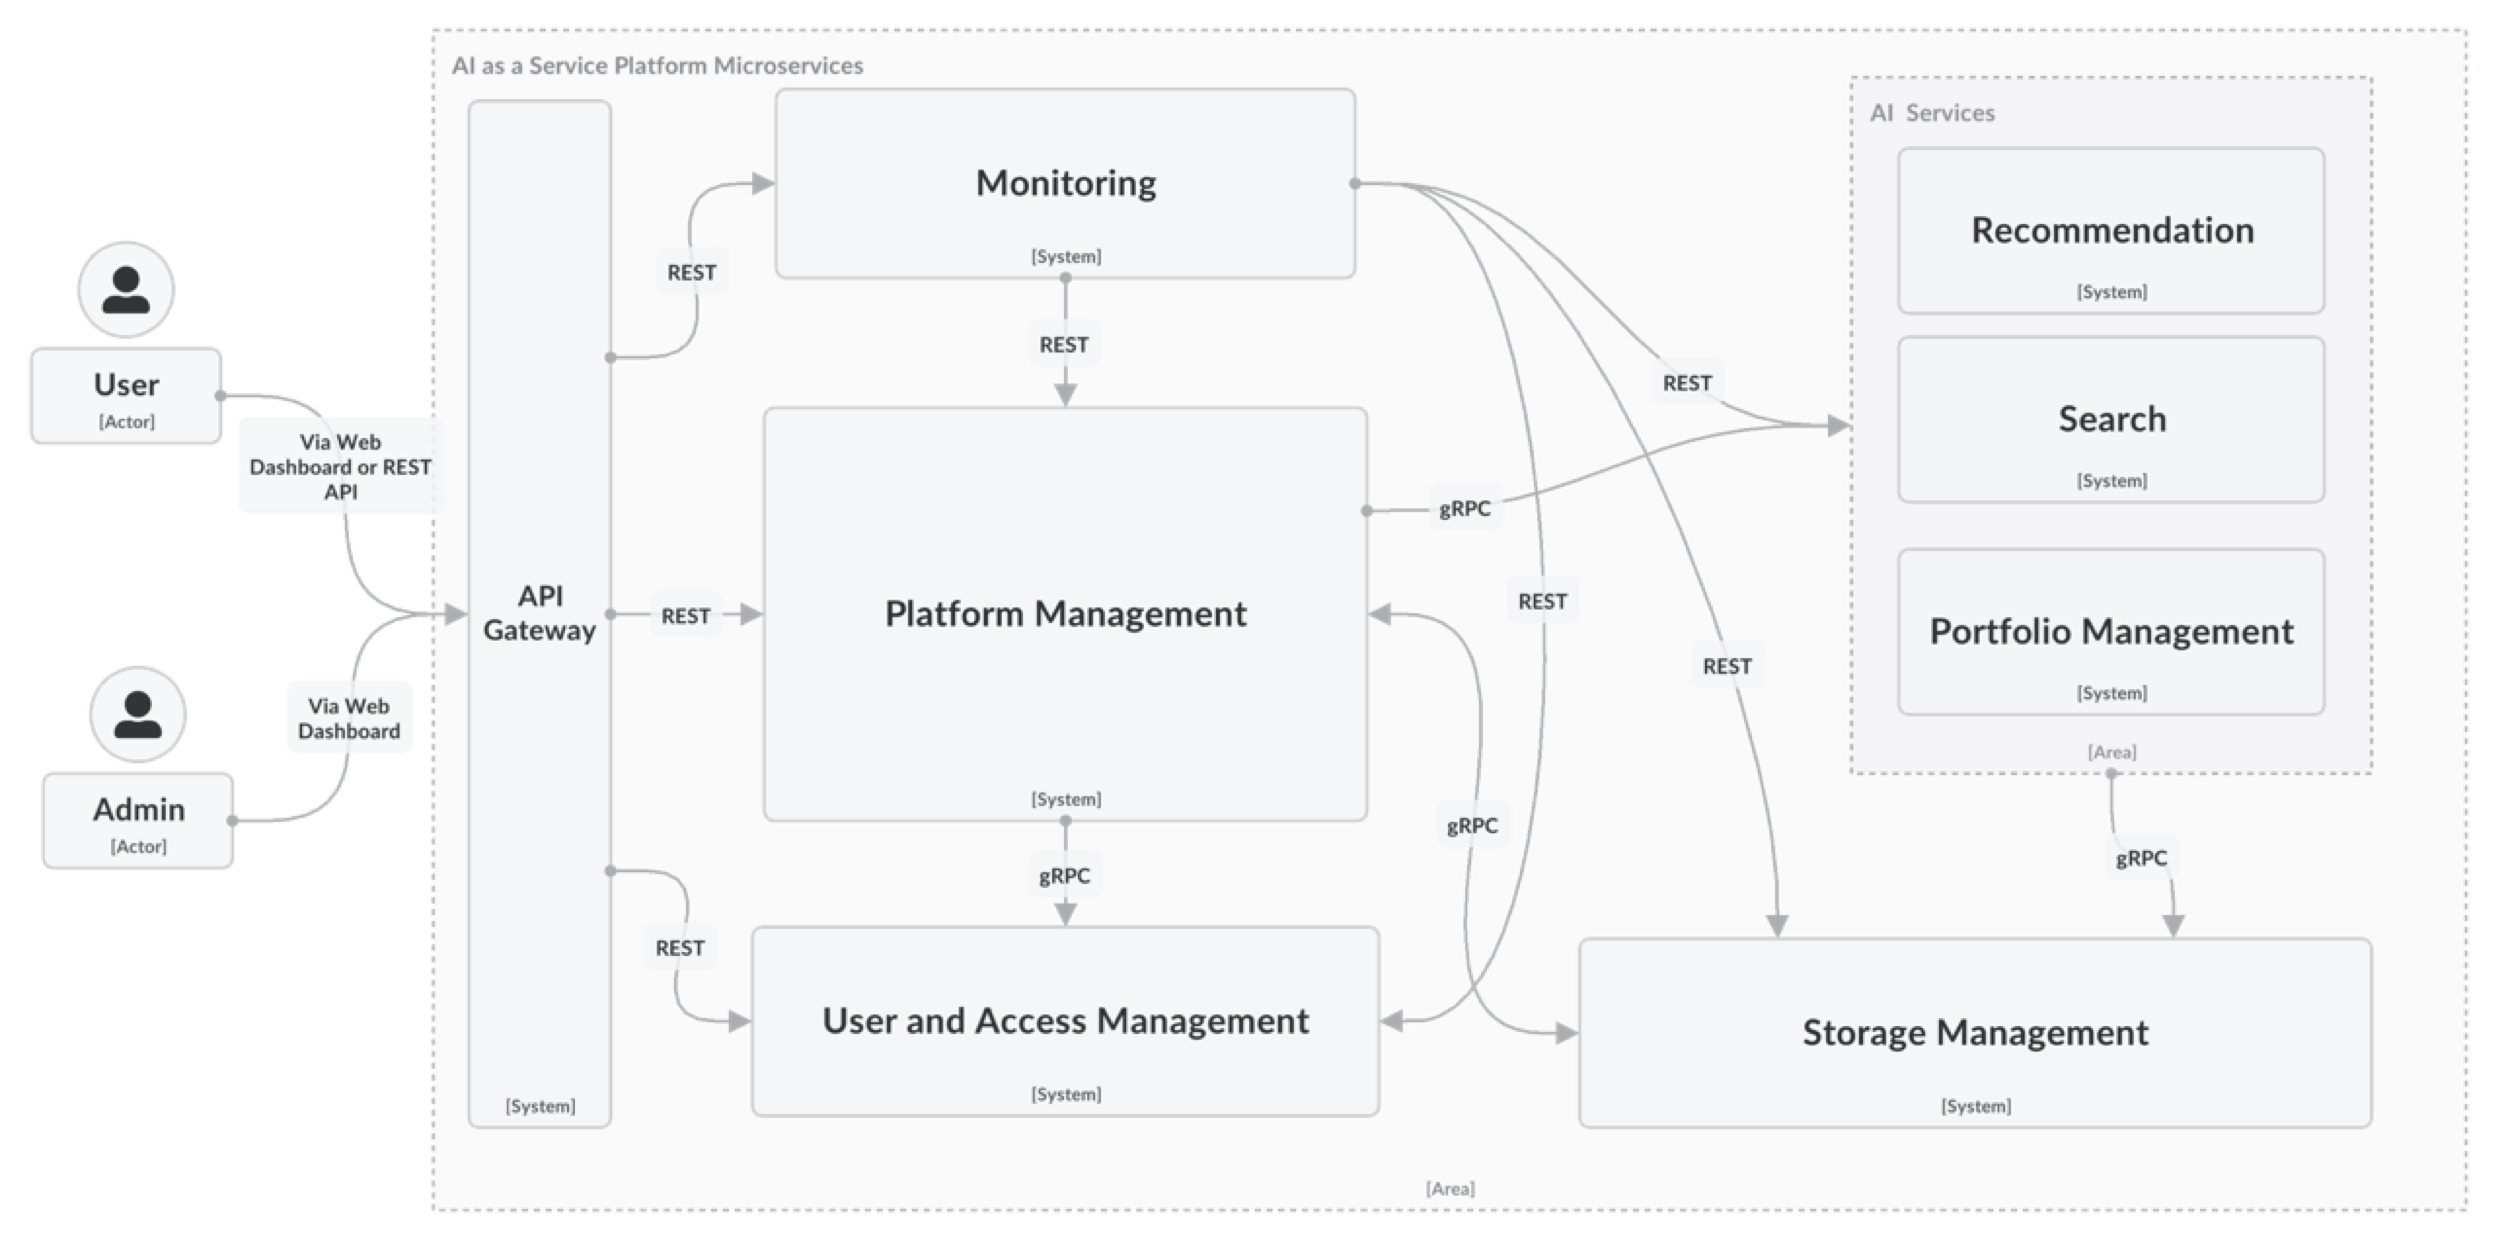 AI as a Service Platform Microservices
User
[Actor]
Via Web
Dashboard or REST
API
Admin
[Actor]
Via Web
Dashboard
API
Gateway
[System]
REST
REST
REST
Monitoring
[System]
REST
Platform Management
[System]
gRPC
User and Access Management
[System]
gRPC
gRPC
REST
REST
REST
AI Services
Recommendation
[System]
Search
[System]
Portfolio Management
[System]
[Area]
gRPC
Storage Management
[System]
[Area]